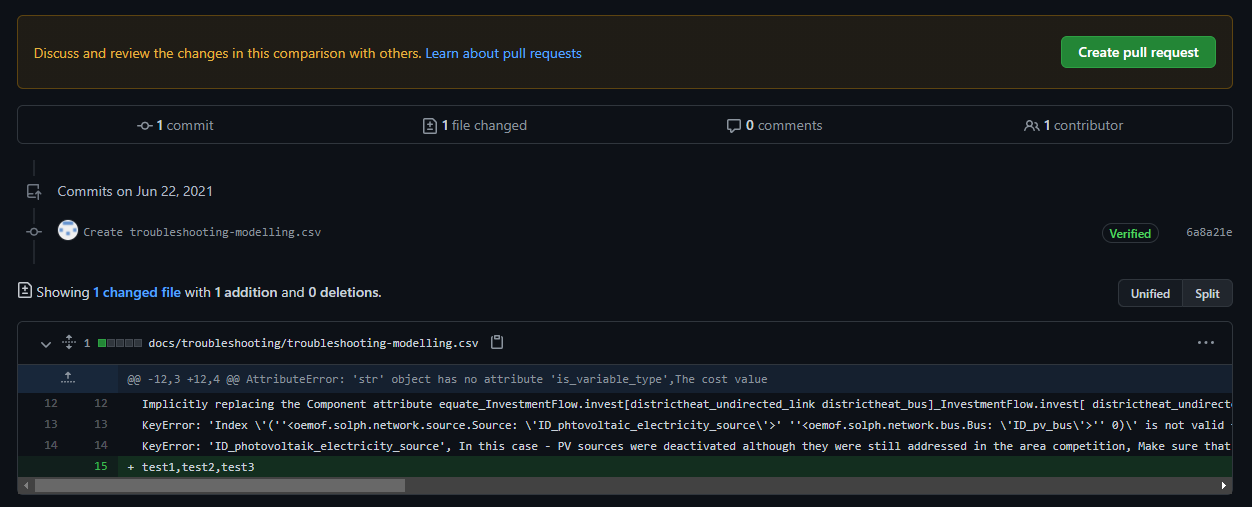 Discuss and review the changes in this comparison with others. Learn about pull requests
Create pull request
1 commit
1 file changed
0 comments
1 contributor
Commits on Jun 22, 2021
Create troubleshooting-modelling.csv
Verified
6a8a21e
Showing 1 changed file with 1 addition and 0 deletions.
Unified
Split
1
docs/troubleshooting/troubleshooting-modelling.csv
@@ -12,3 +12,4 @@ AttributeError: 'str' object has no attribute 'is_variable_type',The cost value
12 12 Implicitly replacing the Component attribute equate_InvestmentFlow.invest[districtheat_undirected_link districtheat_bus]_InvestmentFlow.invest[ districtheat_undirecte
13 13 KeyError: 'Index \'(''<oemof.solph.network.source.Source: \'ID_phtovoltaic_electricity_source\'>' ''<oemof.solph.network.bus.Bus: \'ID_pv_bus\'>'' 0)\' is not valid
14 14 KeyError: 'ID_photovoltaik_electricity_source', In this case - PV sources were deactivated although they were still addressed in the area competition, Make sure that
15 + test1,test2,test3